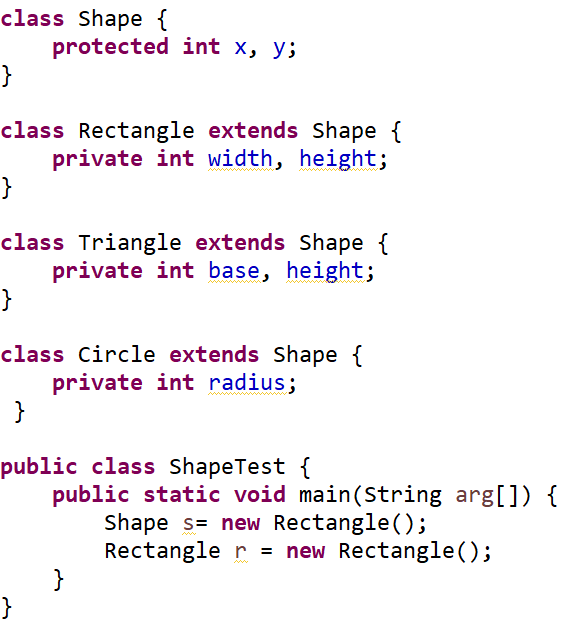 class Shape {
    protected int x, y;
}

class Rectangle extends Shape {
    private int width, height;
}

class Triangle extends Shape {
    private int base, height;
}

class Circle extends Shape {
    private int radius;
 }

public class ShapeTest {
    public static void main(String arg[]) {
        Shape s= new Rectangle();
        Rectangle r = new Rectangle();
    }
}